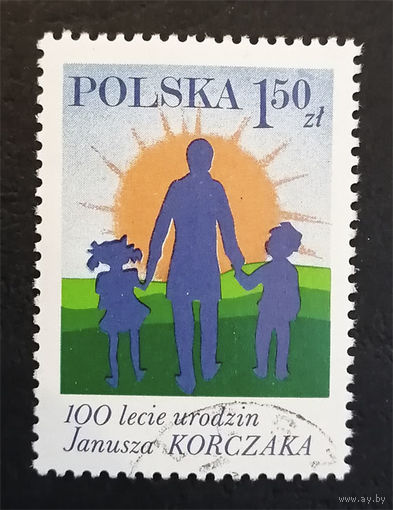 POLSKA 1 50 zł
100 lecie urodzin
Janusza KORCZAKA
www.ay.by